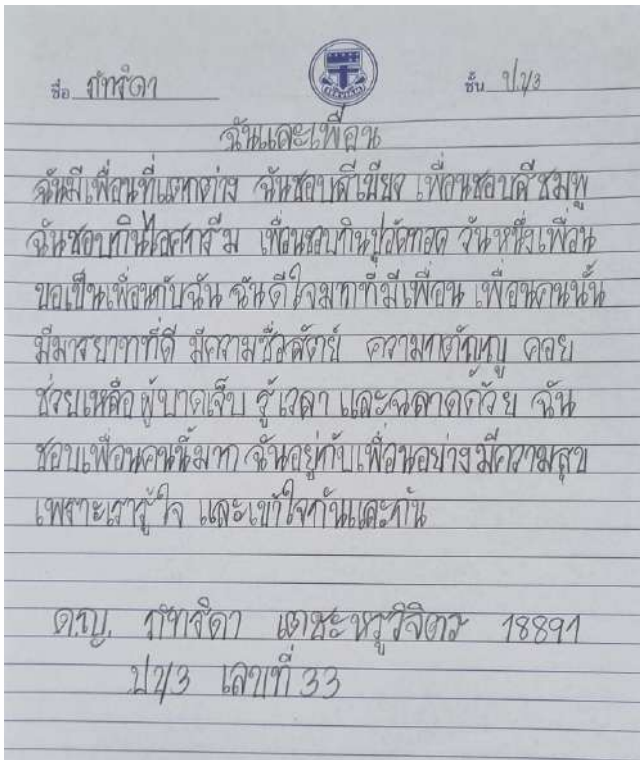 ชื่อ ภัทริดา ชั้น ป.1/3
ฉันและเพื่อน
ฉันมีเพื่อนที่แตกต่าง ฉันชอบสีเขียว เพื่อนชอบสีชมพู
ฉันชอบกินไอศกรีม เพื่อนชอบกินปูอัดทอด วันหนึ่งเพื่อน
ขอเป็นเพื่อนกับฉัน ฉันดีใจมากที่มีเพื่อน เพื่อนคนนั้น
มีมารยาทที่ดี มีความซื่อสัตย์ ความกตัญญู คอย
ช่วยเหลือผู้บาดเจ็บ รู้เวลา และฉลาดด้วย ฉัน
ชอบเพื่อนคนนี้มาก ฉันอยู่กับเพื่อนอย่างมีความสุข
เพราะเรารู้ใจ และเข้าใจกันและกัน
ด.ญ. ภัทริดา 18891
ป.1/3 เลขที่ 33